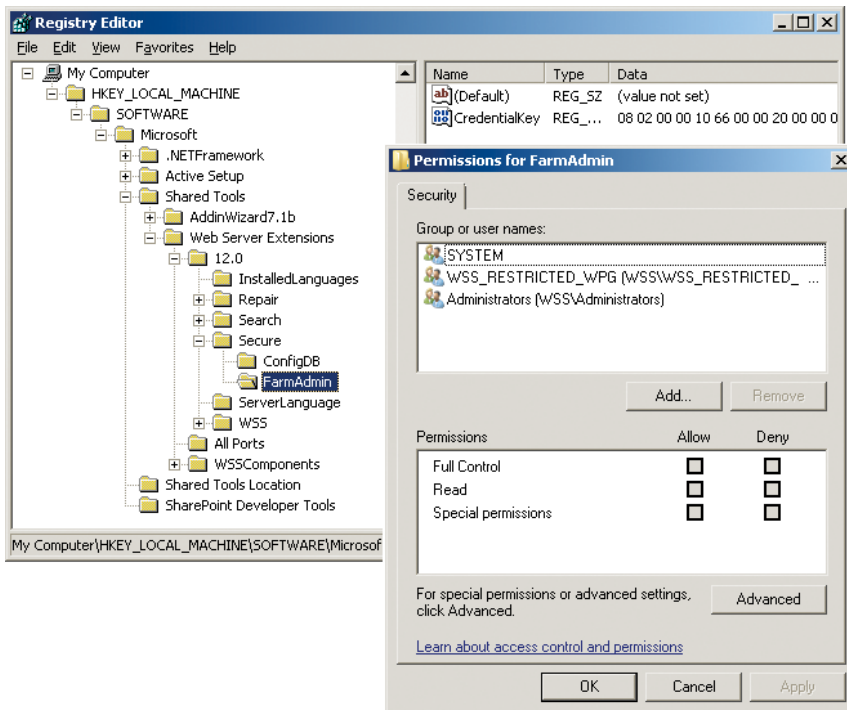 Registry Editor
File Edit View Favorites Help
My Computer
HKEY_LOCAL_MACHINE
SOFTWARE
Microsoft
.NETFramework
Active Setup
Shared Tools
AddinWizard7.1b
Web Server Extensions
12.0
InstalledLanguages
Repair
Search
Secure
ConfigDB
FarmAdmin
ServerLanguage
WSS
All Ports
WSSComponents
Shared Tools Location
SharePoint Developer Tools
My Computer\HKEY_LOCAL_MACHINE\SOFTWARE\Microsof
Name Type Data
ab (Default) REG_SZ (value not set)
CredentialKey REG_... 08 02 00 00 10 66 00 00 20 00 00 0
Permissions for FarmAdmin
Security
Group or user names:
SYSTEM
WSS_RESTRICTED_WPG (WSS\WSS_RESTRICTED_ ...
Administrators (WSS\Administrators)
Add... Remove
Permissions Allow Deny
Full Control
Read
Special permissions
For special permissions or advanced settings,
click Advanced.
Advanced
Learn about access control and permissions
OK Cancel Apply